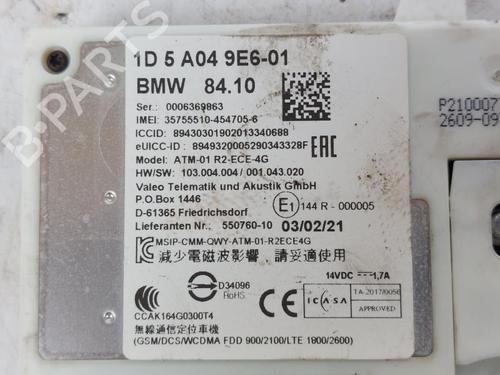 1D 5 A04 9E6-01
BMW 84.10
Ser.: 0006369863
IMEI: 35755510-454705-6
ICCID: 89430301902013340688
eUICC-ID : 8949320005290343328F
EAC
Model: ATM-01 R2-ECE-4G
HW/SW: 103.004.004 / 001.043.020
Valeo Telematik und Akustik GmbH
P.O.Box 1446
D-61365 Friedrichsdorf
E1 144 R - 000005
Lieferanten Nr.: 550760-10 03/02/21
MSIP-CMM-QWY-ATM-01-R2ECE4G
減少電磁波影響，請妥適使用
14VDC 1,7A
D34096
RoHS
ICASA
TA-2017/0056
APPROVED
CCAK164G0300T4
無線通信定位車機
(GSM/DCS/WCDMA FDD 900/2100/LTE 1800/2600)
P210007
2609-09
B-PARTS